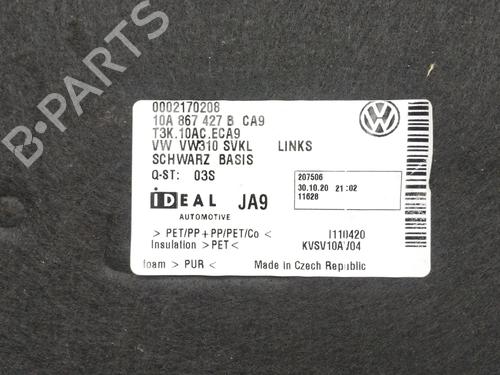 B-PARTS
0002170208
10A 867 427 B CA9
T3K.10AC.ECA9
VW VW310 SVKL LINKS
SCHWARZ BASIS
Q-ST: 03S
207506
30.10.20 21:02
11628
iDEAL JA9
AUTOMOTIVE
> PET/PP + PP/PET/Co < I110420
Insulation > PET < KVSV10A /04
foam > PUR < Made in Czech Republic